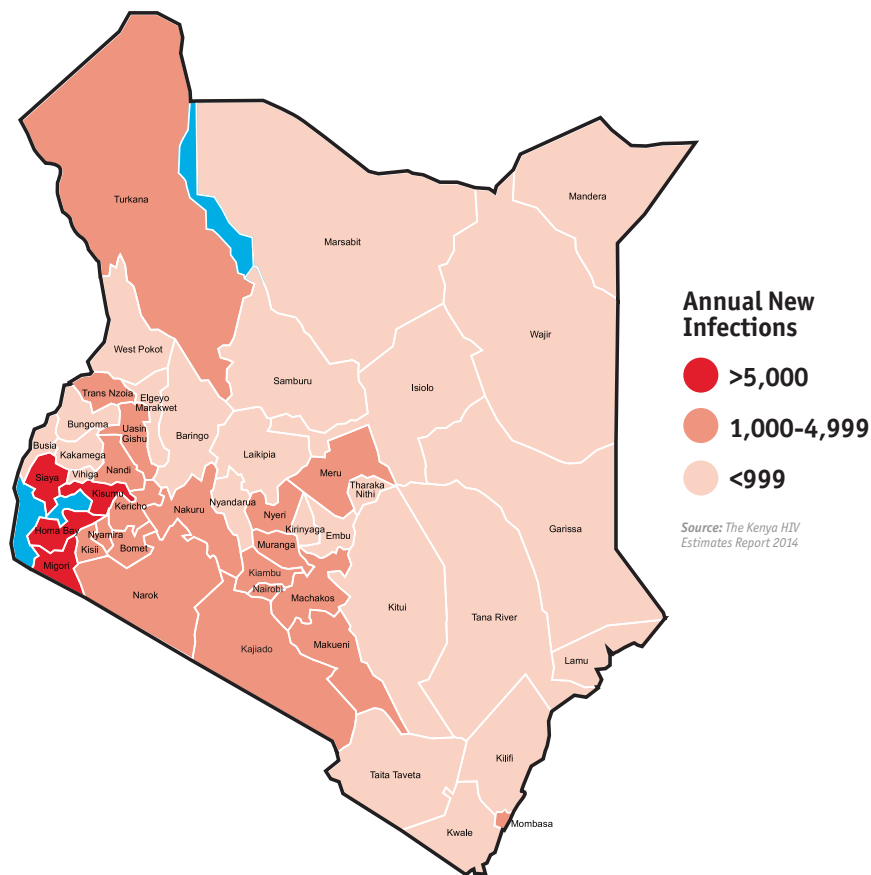 Turkana
Mandera
Marsabit
Wajir
West Pokot
Samburu
Isiolo
Trans Nzoia
Elgeyo
Marakwet
Bungoma
Uasin
Gishu
Baringo
Busia
Kakamega
Laikipia
Nandi
Vihiga
Siaya
Meru
Tharaka
Nithi
Kisumu
Kericho
Nakuru
Nyandarua
Nyeri
Garissa
Homa Bay
Nyamira
Kirinyaga
Embu
Kisii
Bomet
Muranga
Migori
Kiambu
Nairobi
Narok
Machakos
Kitui
Tana River
Makueni
Kajiado
Lamu
Kilifi
Taita Taveta
Mombasa
Kwale
Annual New
Infections
>5,000
1,000-4,999
<999
Source: The Kenya HIV
Estimates Report 2014